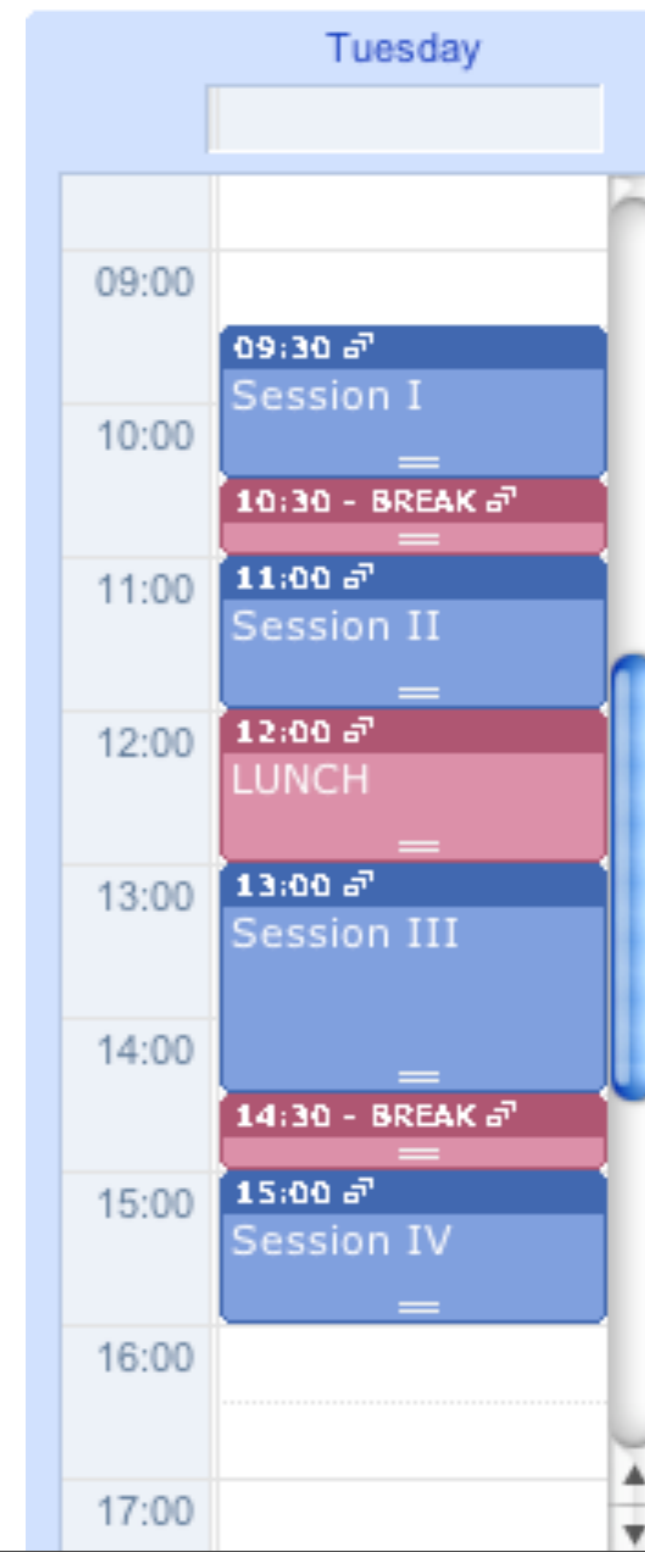 Tuesday
09:00
09:30
Session I
10:00
10:30 - BREAK
11:00
11:00
Session II
12:00
12:00
LUNCH
13:00
13:00
Session III
14:00
14:30 - BREAK
15:00
15:00
Session IV
16:00
17:00